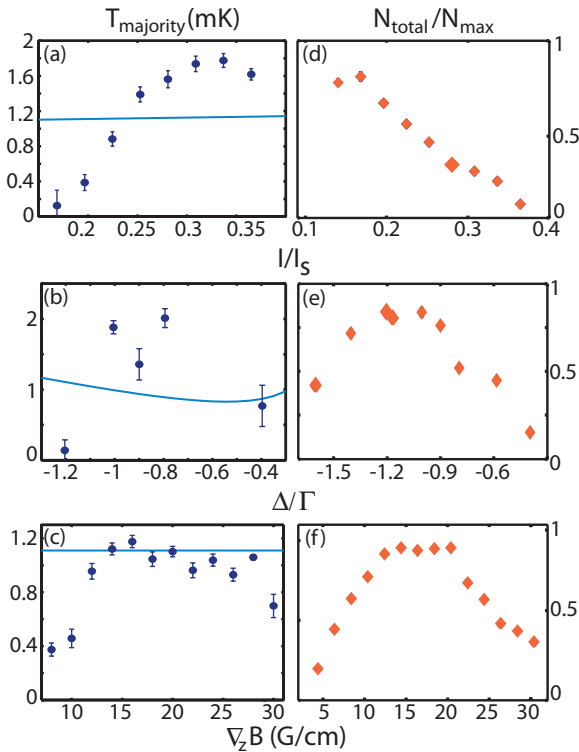 T_majority (mK)
N_total/N_max
(a)
2
1.6
1.2
0.8
0.4
0
0.2 0.25 0.3 0.35
(d)
1
0.5
0
0.1 0.2 0.3 0.4
I/I_S
(b)
2
1
0
-1.2 -1 -0.8 -0.6 -0.4
(e)
1
0.5
0
-1.5 -1.2 -0.9 -0.6
Δ/Γ
(c)
1.2
0.8
0.4
0
10 15 20 25 30
(f)
1
0.5
0
5 10 15 20 25 30
∇_zB (G/cm)